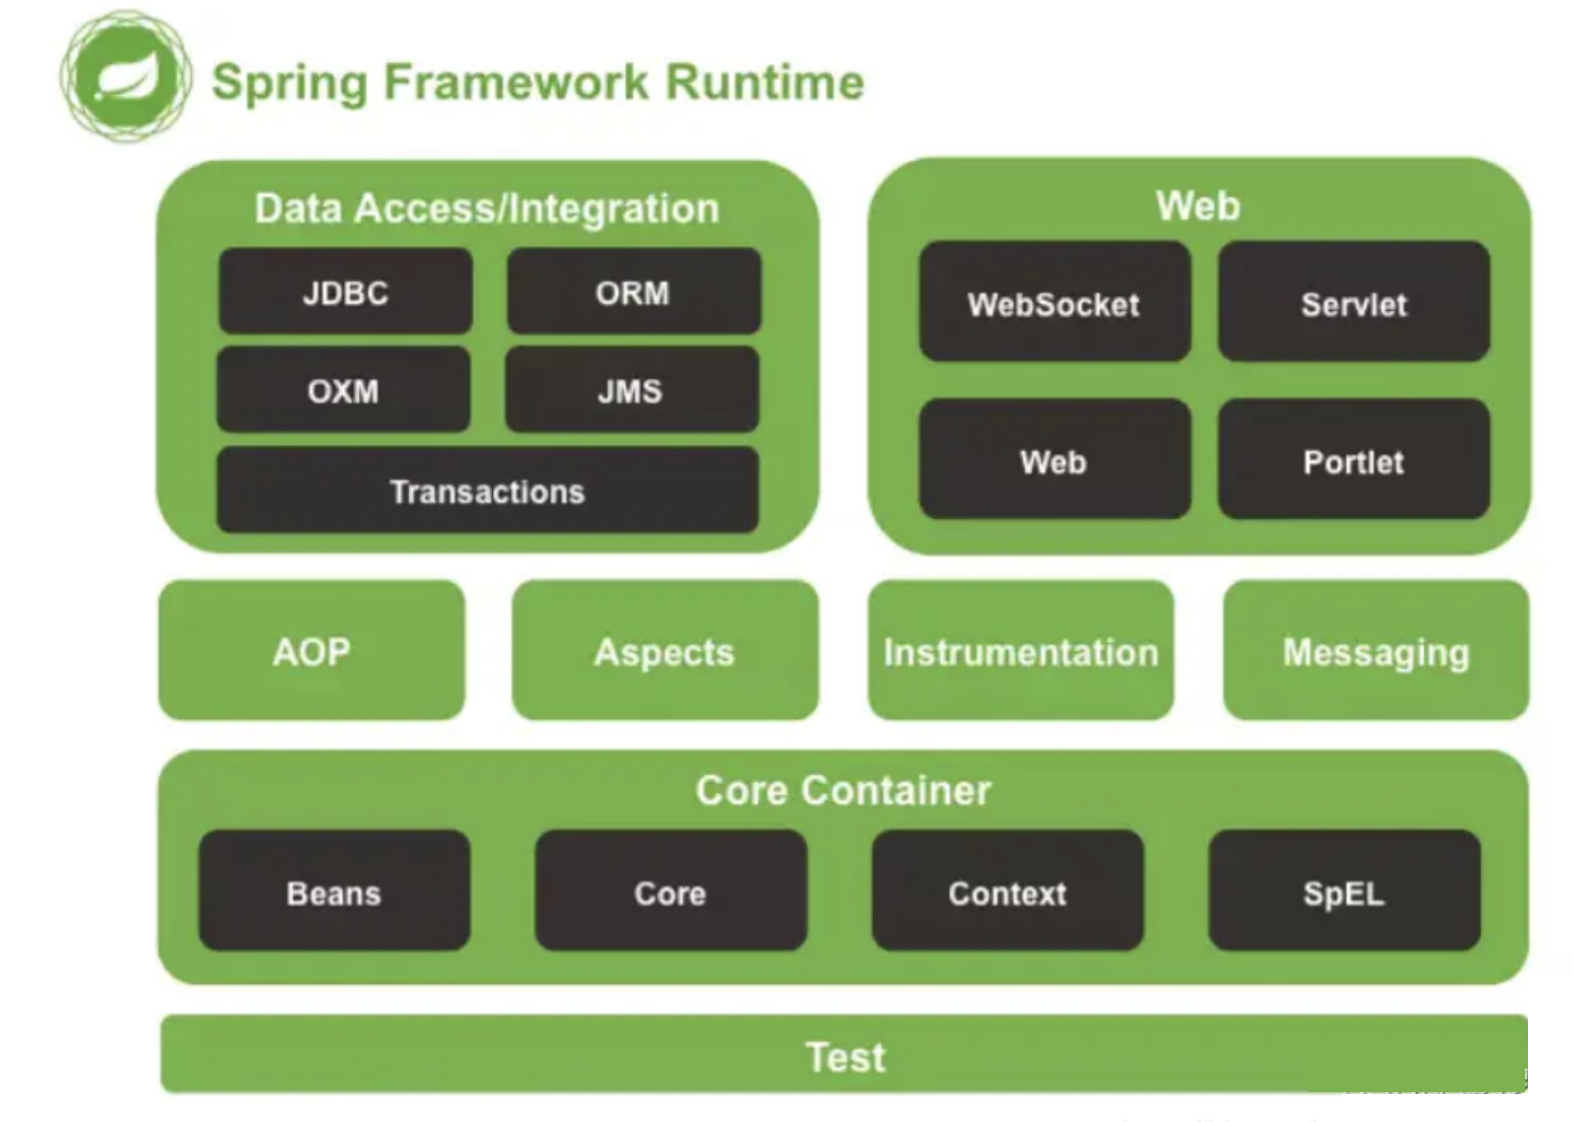 Spring Framework Runtime
Data Access/Integration
JDBC
ORM
OXM
JMS
Transactions
Web
WebSocket
Servlet
Web
Portlet
AOP
Aspects
Instrumentation
Messaging
Core Container
Beans
Core
Context
SpEL
Test